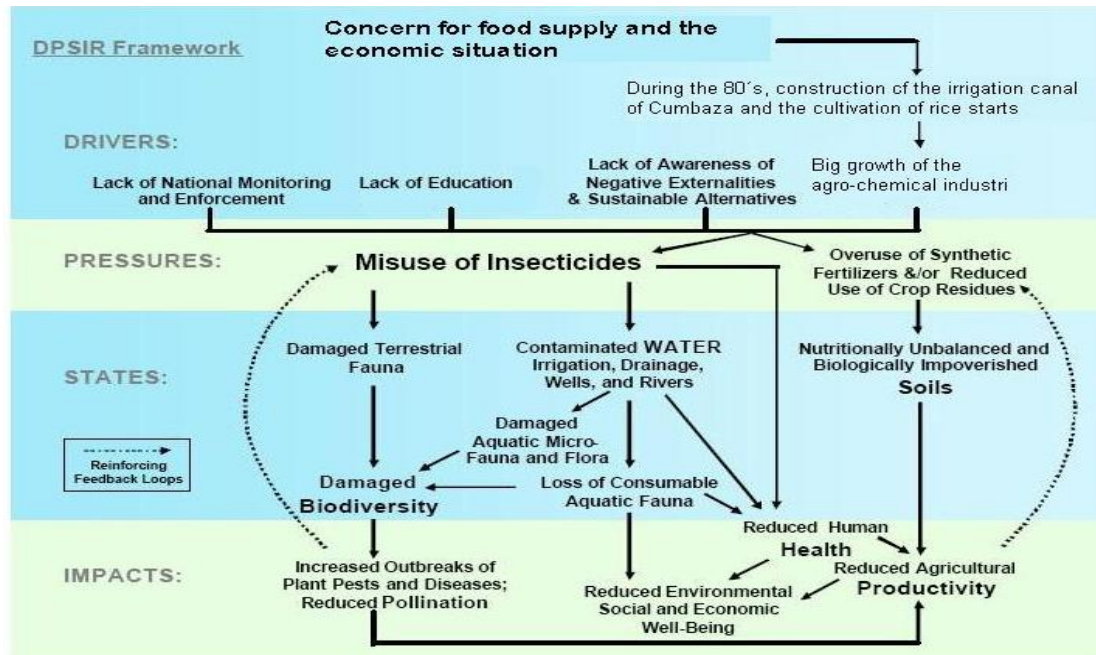 DPSIR Framework
Concern for food supply and the
economic situation
During the 80´s, construction of the irrigation canal
of Cumbaza and the cultivation of rice starts
DRIVERS:
Lack of National Monitoring
and Enforcement
Lack of Education
Lack of Awareness of
Negative Externalities
& Sustainable Alternatives
Big growth of the
agro-chemical industri
PRESSURES:
Misuse of Insecticides
Overuse of Synthetic
Fertilizers &/or Reduced
Use of Crop Residues
STATES:
Damaged Terrestrial
Fauna
Contaminated WATER
Irrigation, Drainage,
Wells, and Rivers
Nutritionally Unbalanced and
Biologically Impoverished
Soils
Damaged
Aquatic Micro-
Fauna and Flora
Reinforcing
Feedback Loops
Damaged
Biodiversity
Loss of Consumable
Aquatic Fauna
Reduced Human
Health
IMPACTS:
Increased Outbreaks of
Plant Pests and Diseases;
Reduced Pollination
Reduced Environmental
Social and Economic
Well-Being
Reduced Agricultural
Productivity